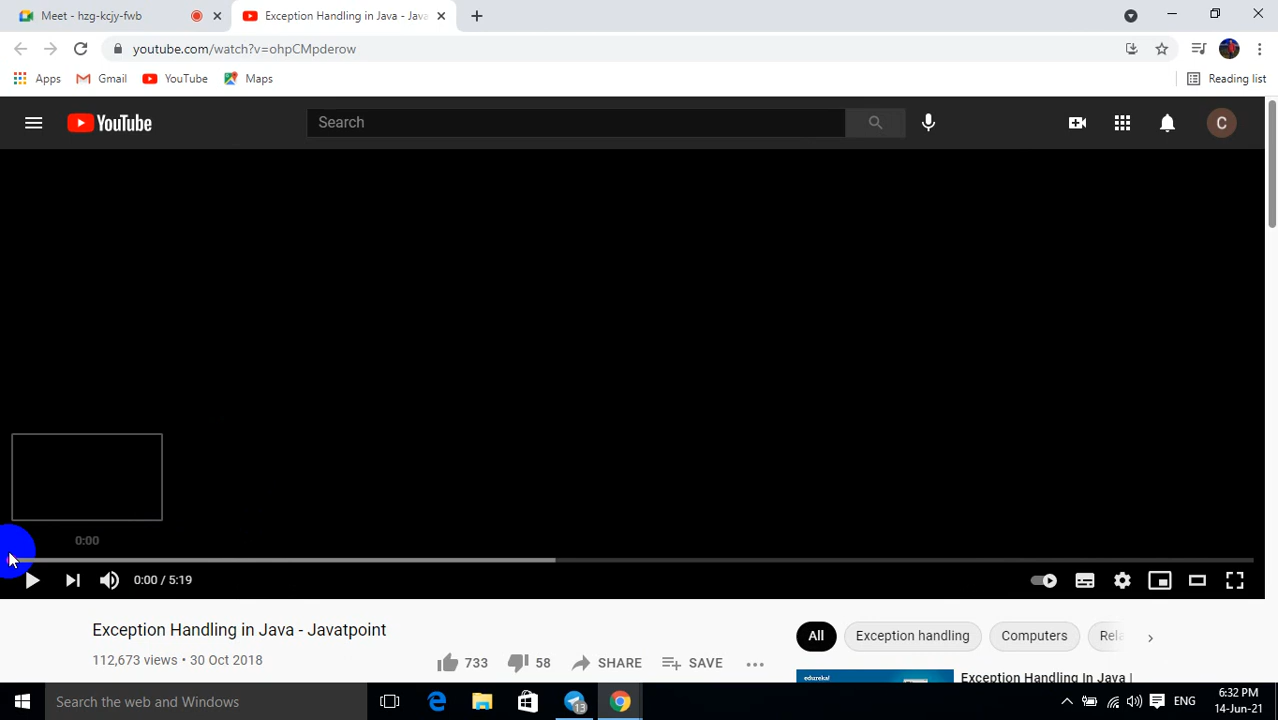 Meet - hzg-kcjy-fwb
Exception Handling in Java - Java
youtube.com/watch?v=ohpCMpderow
Apps
Gmail
YouTube
Maps
Reading list
YouTube
Search
C
0:00
0:00 / 5:19
Exception Handling in Java - Javatpoint
112,673 views • 30 Oct 2018
733
58
SHARE
SAVE
All
Exception handling
Computers
Rela
edureka!
Exception Handling In Java |
Search the web and Windows
13
ENG
6:32 PM
14-Jun-21